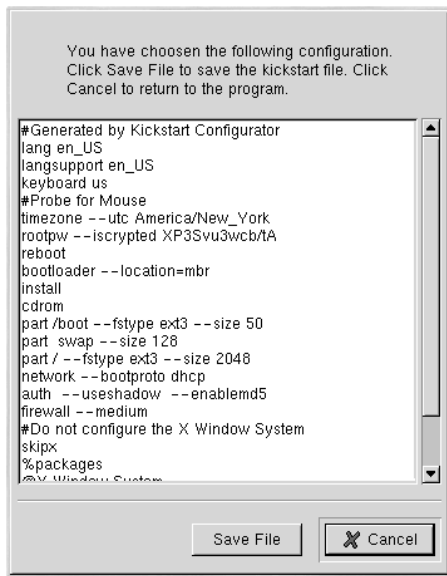 You have choosen the following configuration.
Click Save File to save the kickstart file. Click
Cancel to return to the program.
#Generated by Kickstart Configurator
lang en_US
langsupport en_US
keyboard us
#Probe for Mouse
timezone --utc America/New_York
rootpw --iscrypted XP3Svu3wcb/tA
reboot
bootloader --location=mbr
install
cdrom
part /boot --fstype ext3 --size 50
part  swap --size 128
part / --fstype ext3 --size 2048
network --bootproto dhcp
auth  --useshadow  --enablemd5
firewall --medium
#Do not configure the X Window System
skipx
%packages
@X Window System
Save File
Cancel